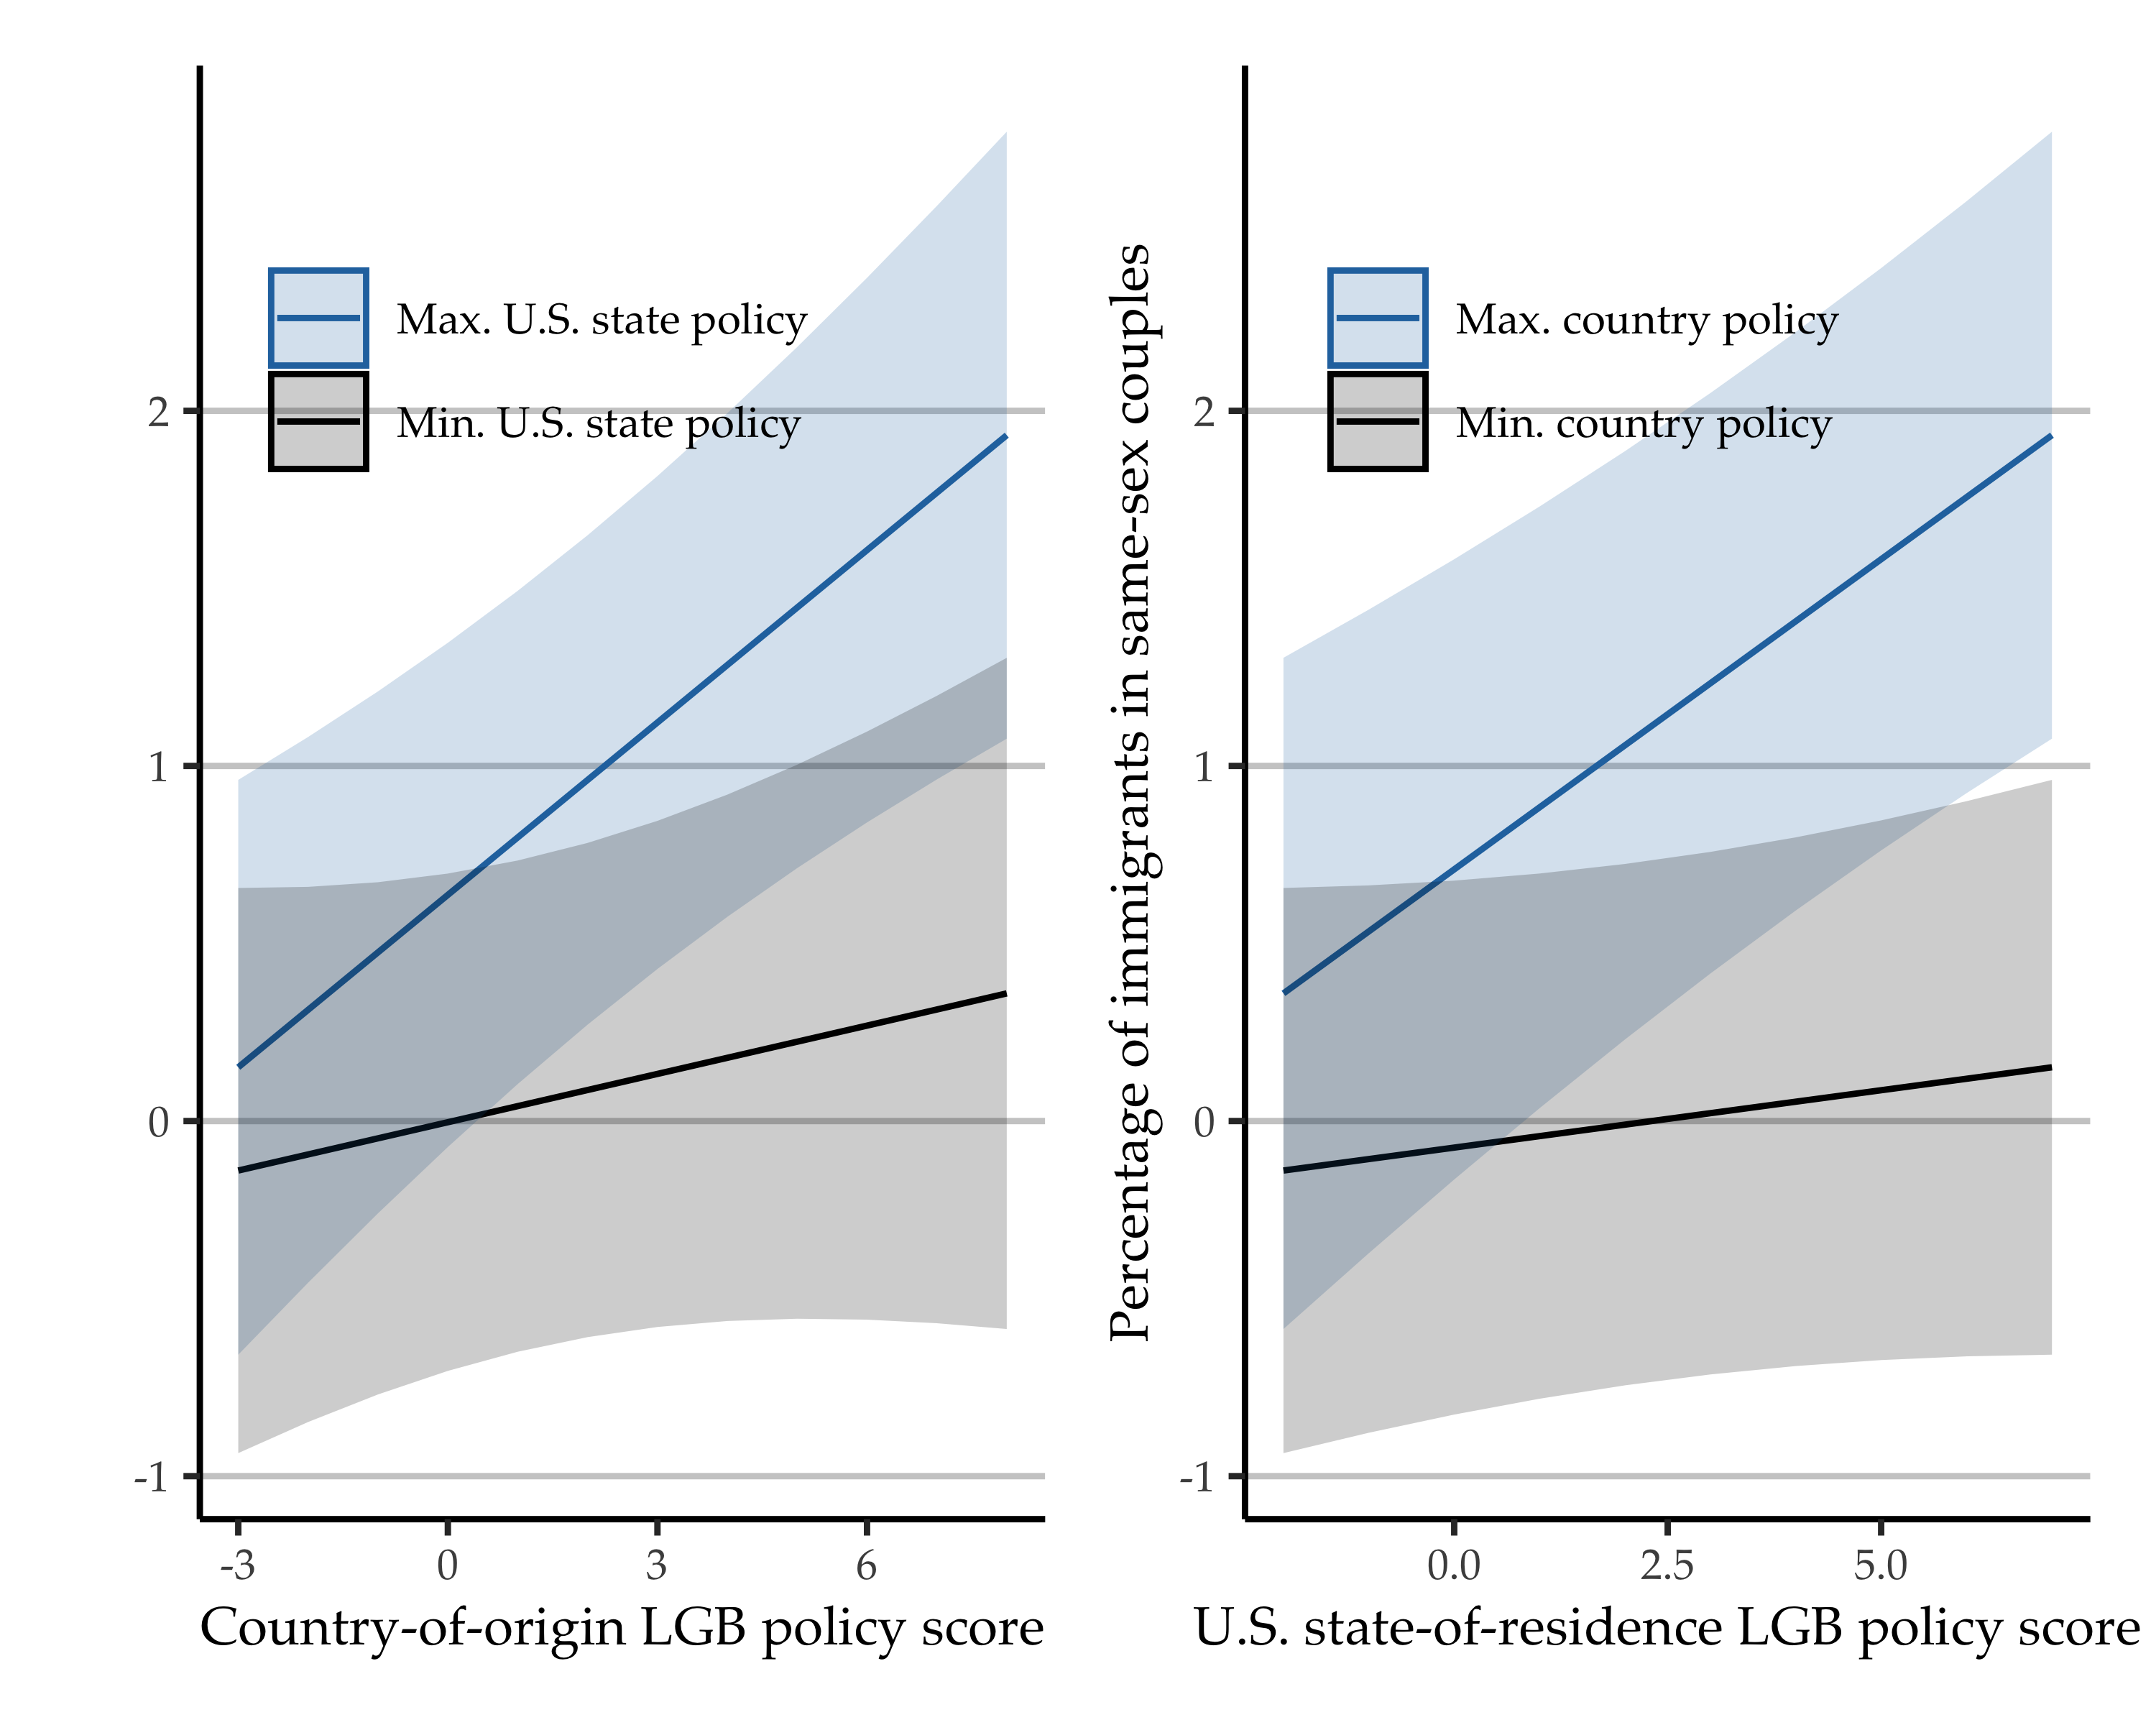 Max. U.S. state policy
Min. U.S. state policy
2
1
0
-1
-3 0 3 6
Country-of-origin LGB policy score
Percentage of immigrants in same-sex couples
Max. country policy
Min. country policy
2
1
0
-1
0.0 2.5 5.0
U.S. state-of-residence LGB policy score